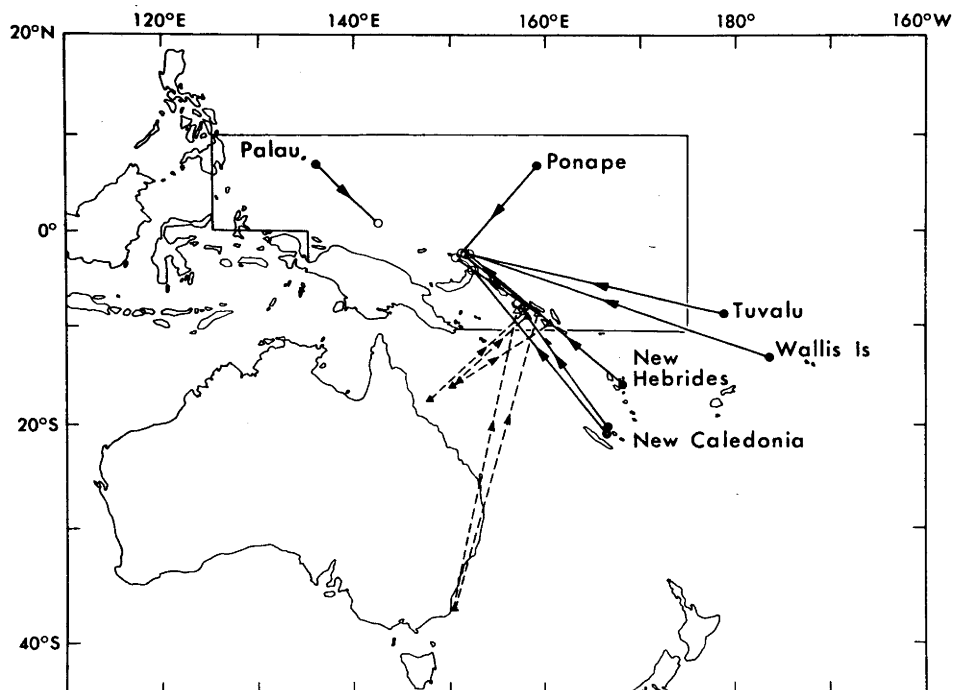 120°E 140°E 160°E 180° 160°W
20°N
Palau
Ponape
0°
Tuvalu
Wallis Is
New
Hebrides
20°S
New Caledonia
40°S